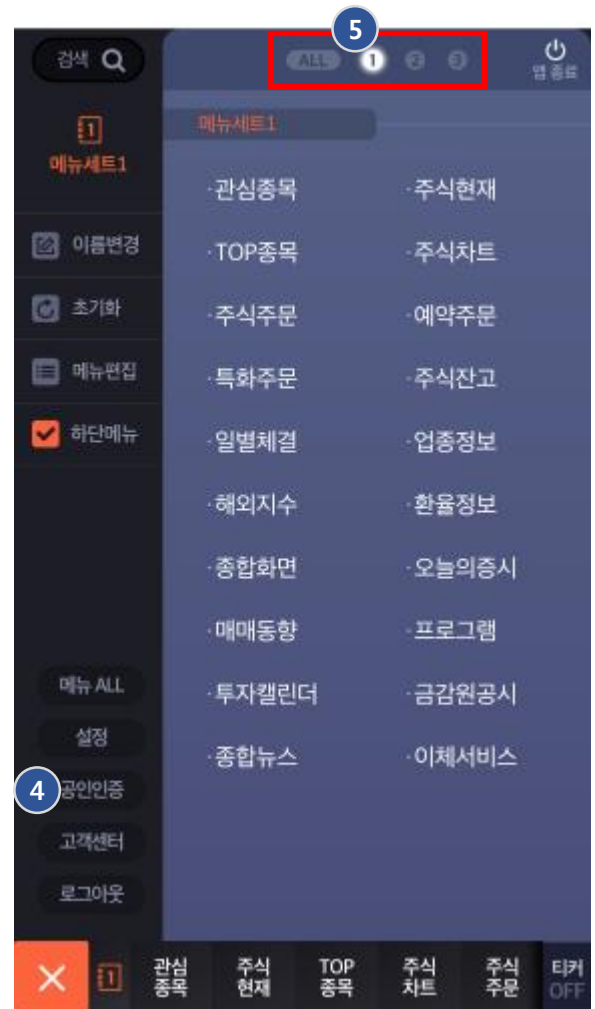 5
검색
ALL 1 2 3
앱 종료
1
메뉴세트1
메뉴세트1
·관심종목 ·주식현재
이름변경
·TOP종목 ·주식차트
초기화
·주식주문 ·예약주문
메뉴편집
·특화주문 ·주식잔고
하단메뉴
·일별체결 ·업종정보
·해외지수 ·환율정보
·종합화면 ·오늘의증시
·매매동향 ·프로그램
메뉴 ALL
·투자캘린더 ·금감원공시
설정
·종합뉴스 ·이체서비스
4 공인인증
고객센터
로그아웃
1
관심 주식 TOP 주식 주식 티커
종목 현재 종목 차트 주문 OFF